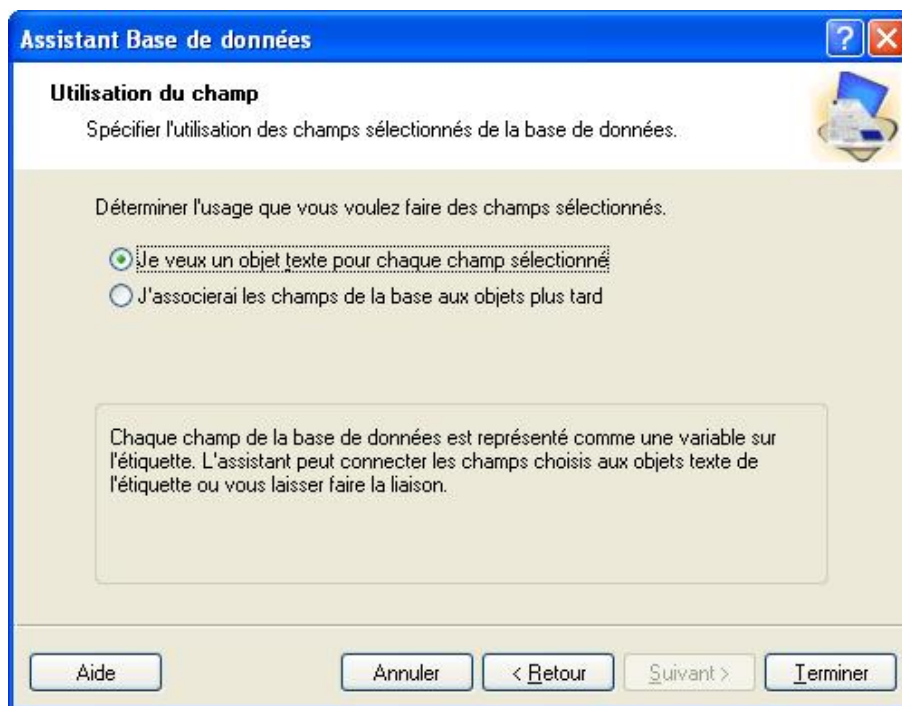 Assistant Base de données
Utilisation du champ
Spécifier l'utilisation des champs sélectionnés de la base de données.
Déterminer l'usage que vous voulez faire des champs sélectionnés.
Je veux un objet texte pour chaque champ sélectionné
J'associerai les champs de la base aux objets plus tard
Chaque champ de la base de données est représenté comme une variable sur
l'étiquette. L'assistant peut connecter les champs choisis aux objets texte de
l'étiquette ou vous laisser faire la liaison.
Aide Annuler < Retour Suivant > Terminer